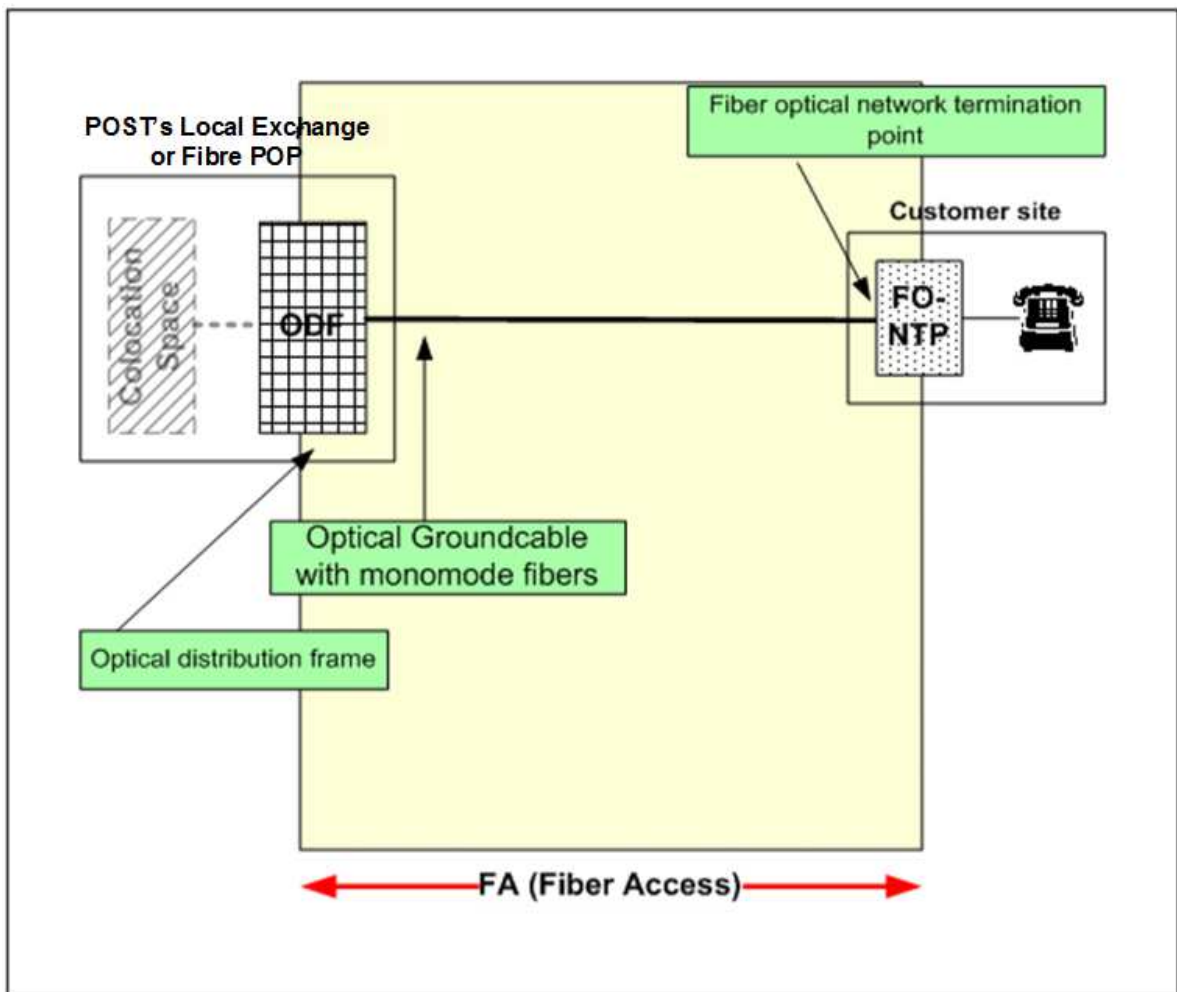 Fiber optical network termination
point
POST's Local Exchange
or Fibre POP
Customer site
Colocation
Space
ODF
FO-
NTP
Optical Groundcable
with monomode fibers
Optical distribution frame
FA (Fiber Access)